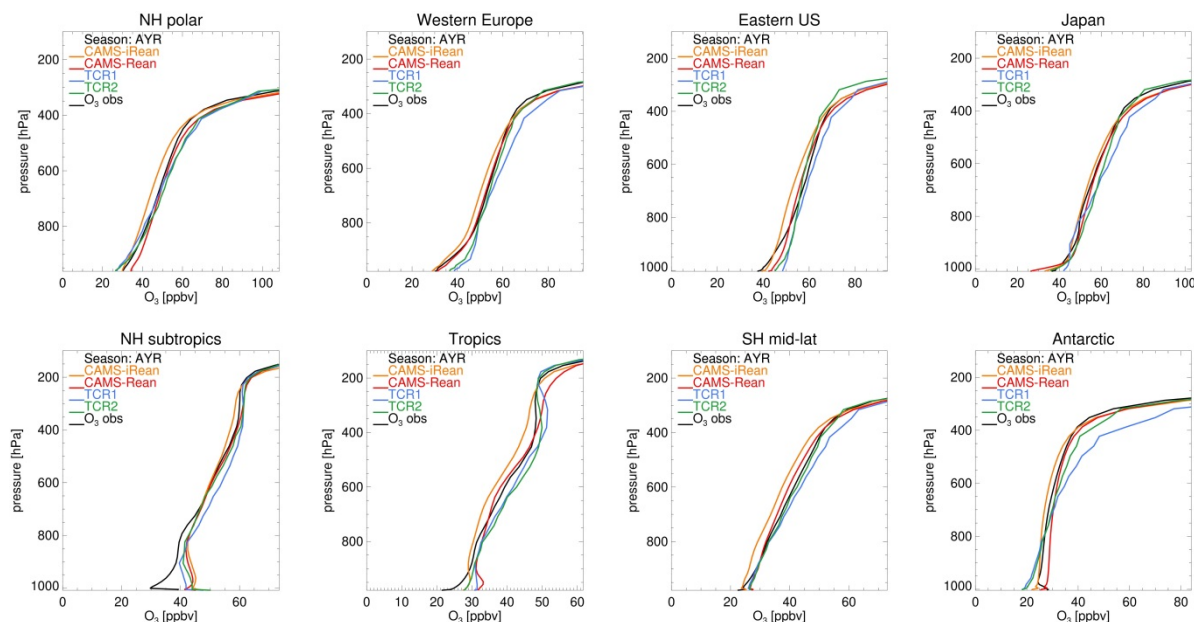 NH polar
Season: AYR
CAMS-iRean
CAMS-Rean
TCR1
TCR2
O₃ obs
pressure [hPa]
200
400
600
800
0 20 40 60 80 100
O₃ [ppbv]
Western Europe
Season: AYR
CAMS-iRean
CAMS-Rean
TCR1
TCR2
O₃ obs
pressure [hPa]
200
400
600
800
0 20 40 60 80
O₃ [ppbv]
Eastern US
Season: AYR
CAMS-iRean
CAMS-Rean
TCR1
TCR2
O₃ obs
pressure [hPa]
200
400
600
800
1000
0 20 40 60 80
O₃ [ppbv]
Japan
Season: AYR
CAMS-iRean
CAMS-Rean
TCR1
TCR2
O₃ obs
pressure [hPa]
200
400
600
800
1000
0 20 40 60 80 100
O₃ [ppbv]
NH subtropics
Season: AYR
CAMS-iRean
CAMS-Rean
TCR1
TCR2
O₃ obs
pressure [hPa]
200
400
600
800
1000
0 20 40 60
O₃ [ppbv]
Tropics
Season: AYR
CAMS-iRean
CAMS-Rean
TCR1
TCR2
O₃ obs
pressure [hPa]
200
400
600
800
0 10 20 30 40 50 60
O₃ [ppbv]
SH mid-lat
Season: AYR
CAMS-iRean
CAMS-Rean
TCR1
TCR2
O₃ obs
pressure [hPa]
200
400
600
800
0 20 40 60
O₃ [ppbv]
Antarctic
Season: AYR
CAMS-iRean
CAMS-Rean
TCR1
TCR2
O₃ obs
pressure [hPa]
200
400
600
800
1000
0 20 40 60 80
O₃ [ppbv]